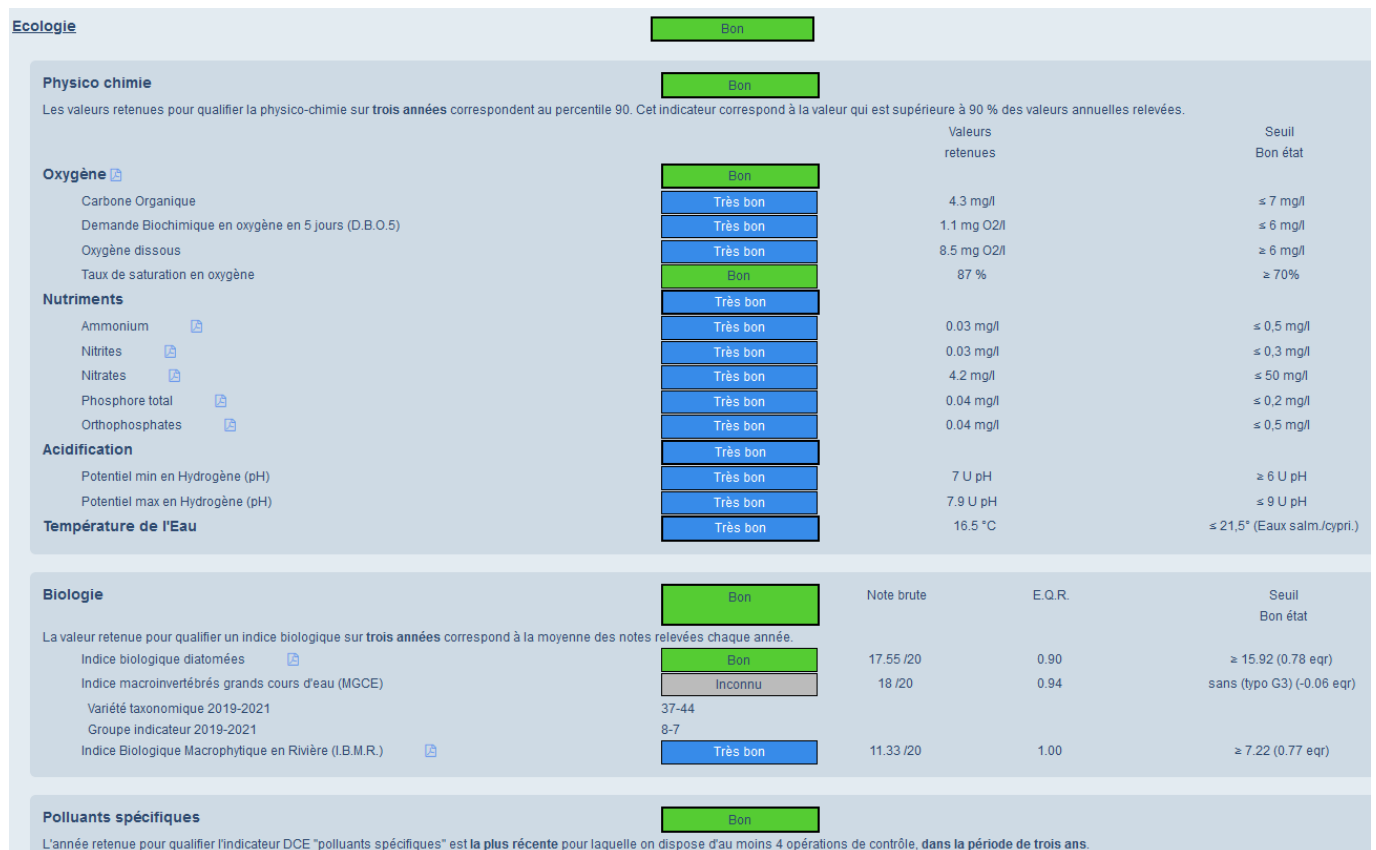 Ecologie Bon
Physico chimie Bon
Les valeurs retenues pour qualifier la physico-chimie sur trois années correspondent au percentile 90. Cet indicateur correspond à la valeur qui est supérieure à 90 % des valeurs annuelles relevées.
Valeurs Seuil
retenues Bon état
Oxygène Bon
Carbone Organique Très bon 4.3 mg/l ≤ 7 mg/l
Demande Biochimique en oxygène en 5 jours (D.B.O.5) Très bon 1.1 mg O2/l ≤ 6 mg/l
Oxygène dissous Très bon 8.5 mg O2/l ≥ 6 mg/l
Taux de saturation en oxygène Bon 87 % ≥ 70%
Nutriments Très bon
Ammonium Très bon 0.03 mg/l ≤ 0,5 mg/l
Nitrites Très bon 0.03 mg/l ≤ 0,3 mg/l
Nitrates Très bon 4.2 mg/l ≤ 50 mg/l
Phosphore total Très bon 0.04 mg/l ≤ 0,2 mg/l
Orthophosphates Très bon 0.04 mg/l ≤ 0,5 mg/l
Acidification Très bon
Potentiel min en Hydrogène (pH) Très bon 7 U pH ≥ 6 U pH
Potentiel max en Hydrogène (pH) Très bon 7.9 U pH ≤ 9 U pH
Température de l'Eau Très bon 16.5 °C ≤ 21,5° (Eaux salm./cypri.)
Biologie Bon Note brute E.Q.R. Seuil
Bon état
La valeur retenue pour qualifier un indice biologique sur trois années correspond à la moyenne des notes relevées chaque année.
Indice biologique diatomées Bon 17.55 /20 0.90 ≥ 15.92 (0.78 eqr)
Indice macroinvertébrés grands cours d'eau (MGCE) Inconnu 18 /20 0.94 sans (typo G3) (-0.06 eqr)
Variété taxonomique 2019-2021 37-44
Groupe indicateur 2019-2021 8-7
Indice Biologique Macrophytique en Rivière (I.B.M.R.) Très bon 11.33 /20 1.00 ≥ 7.22 (0.77 eqr)
Polluants spécifiques Bon
L'année retenue pour qualifier l'indicateur DCE "polluants spécifiques" est la plus récente pour laquelle on dispose d'au moins 4 opérations de contrôle, dans la période de trois ans.